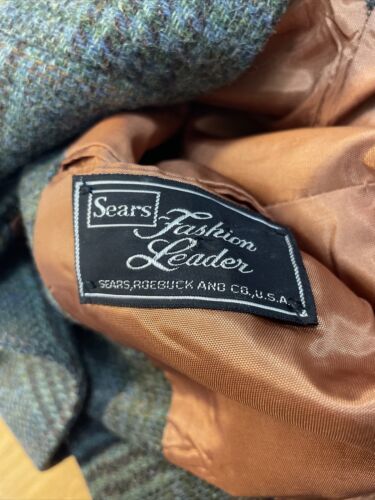 Sears
Fashion
Leader
SEARS, ROEBUCK AND CO., U.S.A.